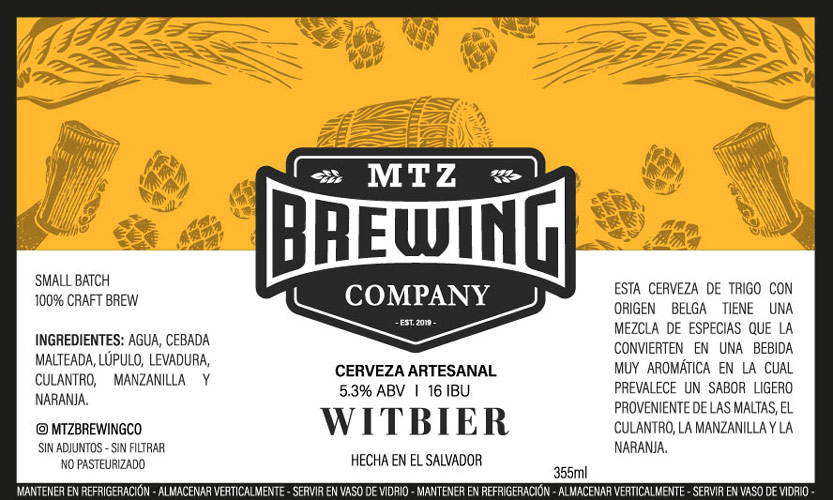 MTZ
BREWING
COMPANY
- EST. 2019 -
SMALL BATCH
100% CRAFT BREW
INGREDIENTES: AGUA, CEBADA
MALTEADA, LÚPULO, LEVADURA,
CULANTRO, MANZANILLA Y
NARANJA.
MTZBREWINGCO
SIN ADJUNTOS - SIN FILTRAR
NO PASTEURIZADO
CERVEZA ARTESANAL
5.3% ABV I 16 IBU
WITBIER
HECHA EN EL SALVADOR
355ml
ESTA CERVEZA DE TRIGO CON
ORIGEN BELGA TIENE UNA
MEZCLA DE ESPECIAS QUE LA
CONVIERTEN EN UNA BEBIDA
MUY AROMÁTICA EN LA CUAL
PREVALECE UN SABOR LIGERO
PROVENIENTE DE LAS MALTAS, EL
CULANTRO, LA MANZANILLA Y LA
NARANJA.
MANTENER EN REFRIGERACIÓN - ALMACENAR VERTICALMENTE - SERVIR EN VASO DE VIDRIO - MANTENER EN REFRIGERACIÓN - ALMACENAR VERTICALMENTE - SERVIR EN VASO DE VIDRIO -